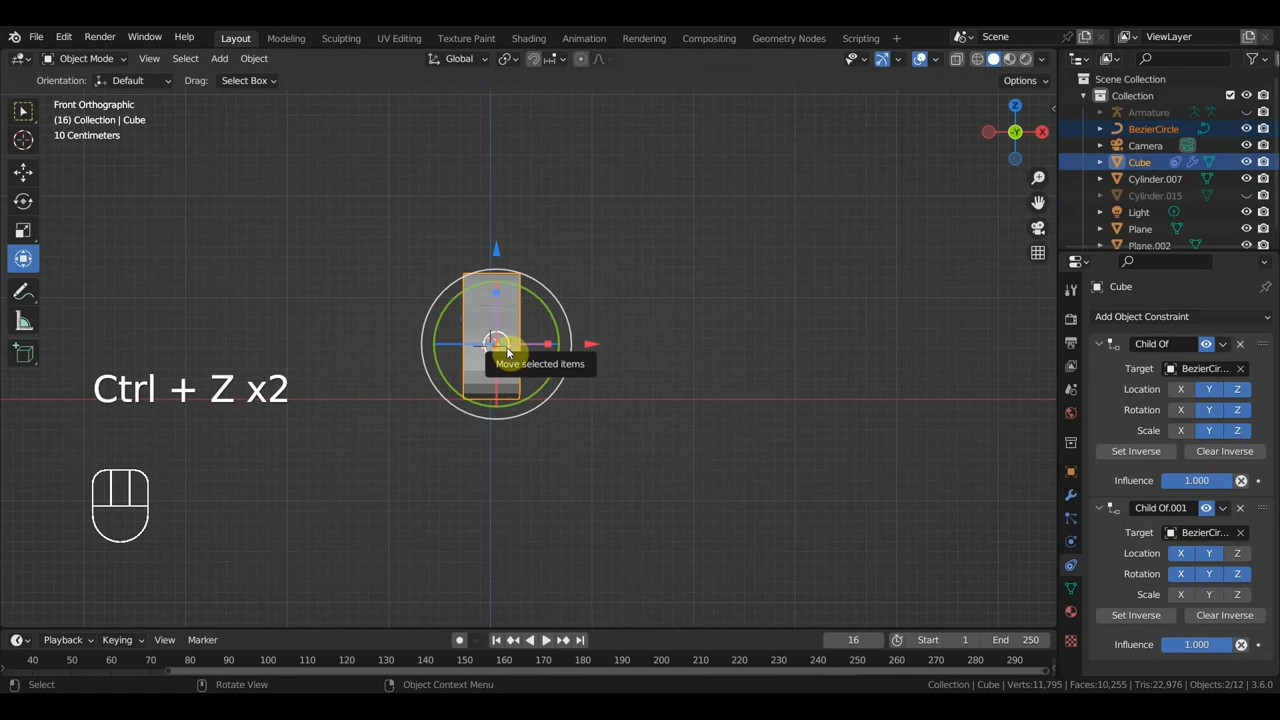 File Edit Render Window Help Layout Modeling Sculpting UV Editing Texture Paint Shading Animation Rendering Compositing Geometry Nodes Scripting + Scene ViewLayer
Object Mode View Select Add Object Global
Orientation: Default Drag: Select Box Options
Front Orthographic
(16) Collection | Cube
10 Centimeters
Z
X
-Y
Scene Collection
Collection
Armature
BezierCircle
Camera
Cube
Cylinder.007
Cylinder.015
Light
Plane
Plane.002
Cube
Add Object Constraint
Child Of
Target BezierCir...
Location X Y Z
Rotation X Y Z
Scale X Y Z
Set Inverse Clear Inverse
Influence 1.000
Child Of.001
Target BezierCir...
Location X Y Z
Rotation X Y Z
Scale X Y Z
Set Inverse Clear Inverse
Influence 1.000
Move selected items
Ctrl + Z x2
Playback Keying View Marker 16 Start 1 End 250
40 50 60 70 80 90 100 110 120 130 140 150 160 170 180 190 200 210 220 230 240 250 260 270 280 290
Select Rotate View Object Context Menu Collection | Cube | Verts:11,795 | Faces:10,255 | Tris:22,976 | Objects:2/12 | 3.6.0